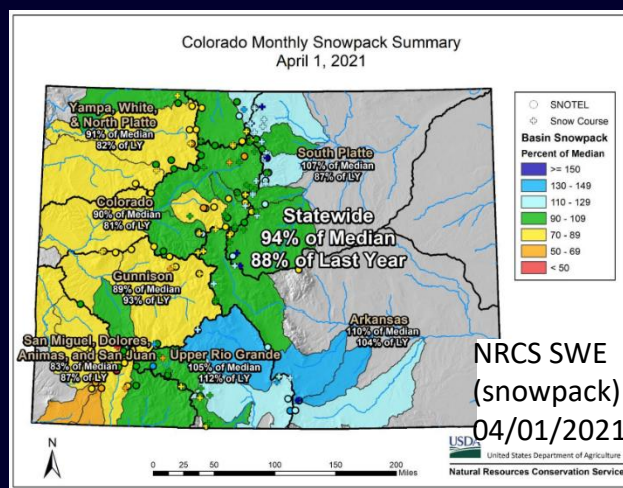 Colorado Monthly Snowpack Summary
April 1, 2021
Yampa, White,
& North Platte
91% of Median
82% of LY
South Platte
107% of Median
87% of LY
Colorado
90% of Median
81% of LY
Statewide
94% of Median
88% of Last Year
Gunnison
89% of Median
93% of LY
Arkansas
110% of Median
104% of LY
San Miguel, Dolores,
Animas, and San Juan
83% of Median
87% of LY
Upper Rio Grande
105% of Median
112% of LY
SNOTEL
Snow Course
Basin Snowpack
Percent of Median
>= 150
130 - 149
110 - 129
90 - 109
70 - 89
50 - 69
< 50
NRCS SWE
(snowpack)
04/01/2021
N
0 25 50 100 150 200
Miles
USDA
United States Department of Agriculture
Natural Resources Conservation Service